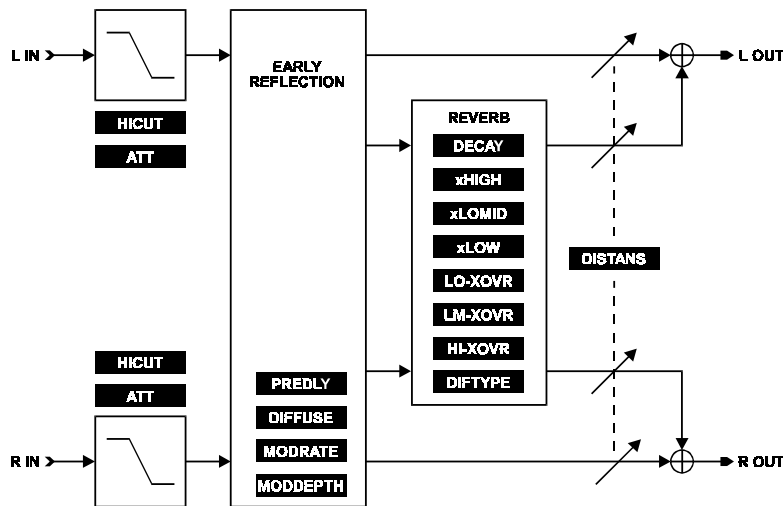 L IN
HICUT
ATT
EARLY
REFLECTION
REVERB
DECAY
xHIGH
xLOMID
xLOW
LO-XOVR
LM-XOVR
HI-XOVR
DIFTYPE
DISTANS
L OUT
HICUT
ATT
R IN
PREDLY
DIFFUSE
MODRATE
MODDEPTH
R OUT